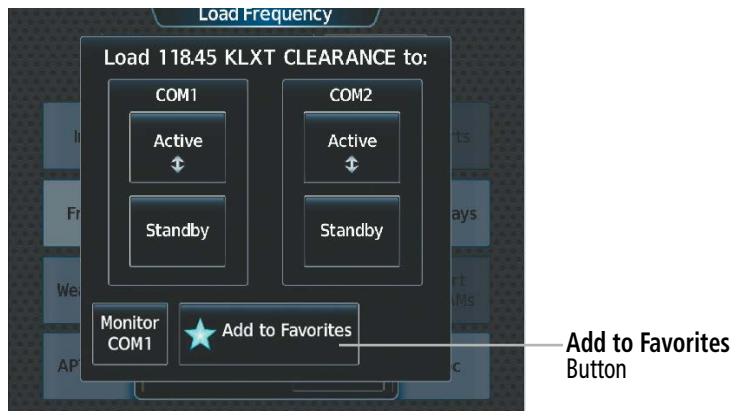 Load Frequency
Load 118.45 KLXT CLEARANCE to:
COM1
COM2
Active
Active
Standby
Standby
Monitor
COM1
Add to Favorites
Add to Favorites
Button